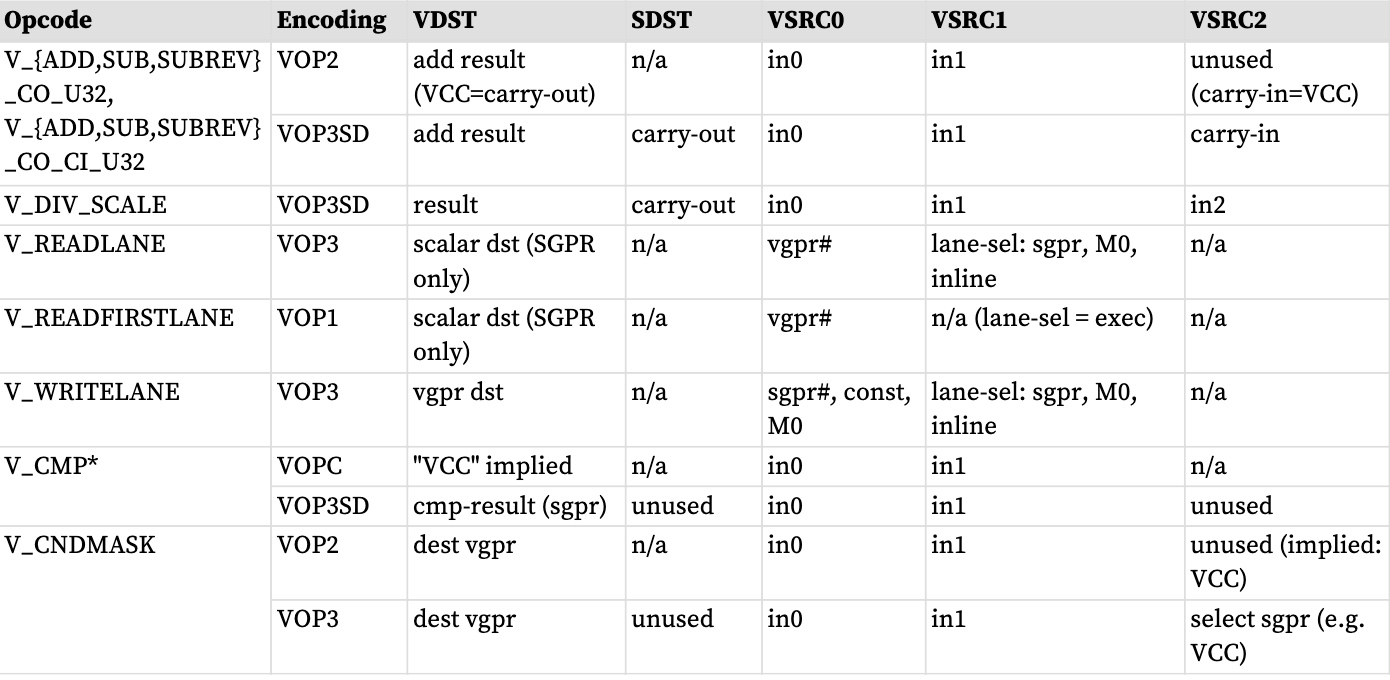 Opcode Encoding VDST SDST VSRC0 VSRC1 VSRC2
V_{ADD,SUB,SUBREV} VOP2 add result n/a in0 in1 unused
_CO_U32, (VCC=carry-out) (carry-in=VCC)
V_{ADD,SUB,SUBREV} VOP3SD add result carry-out in0 in1 carry-in
_CO_CI_U32
V_DIV_SCALE VOP3SD result carry-out in0 in1 in2
V_READLANE VOP3 scalar dst (SGPR n/a vgpr# lane-sel: sgpr, M0, n/a
only) inline
V_READFIRSTLANE VOP1 scalar dst (SGPR n/a vgpr# n/a (lane-sel = exec) n/a
only)
V_WRITELANE VOP3 vgpr dst n/a sgpr#, const, lane-sel: sgpr, M0, n/a
M0 inline
V_CMP* VOPC "VCC" implied n/a in0 in1 n/a
VOP3SD cmp-result (sgpr) unused in0 in1 unused
V_CNDMASK VOP2 dest vgpr n/a in0 in1 unused (implied:
VCC)
VOP3 dest vgpr unused in0 in1 select sgpr (e.g.
VCC)